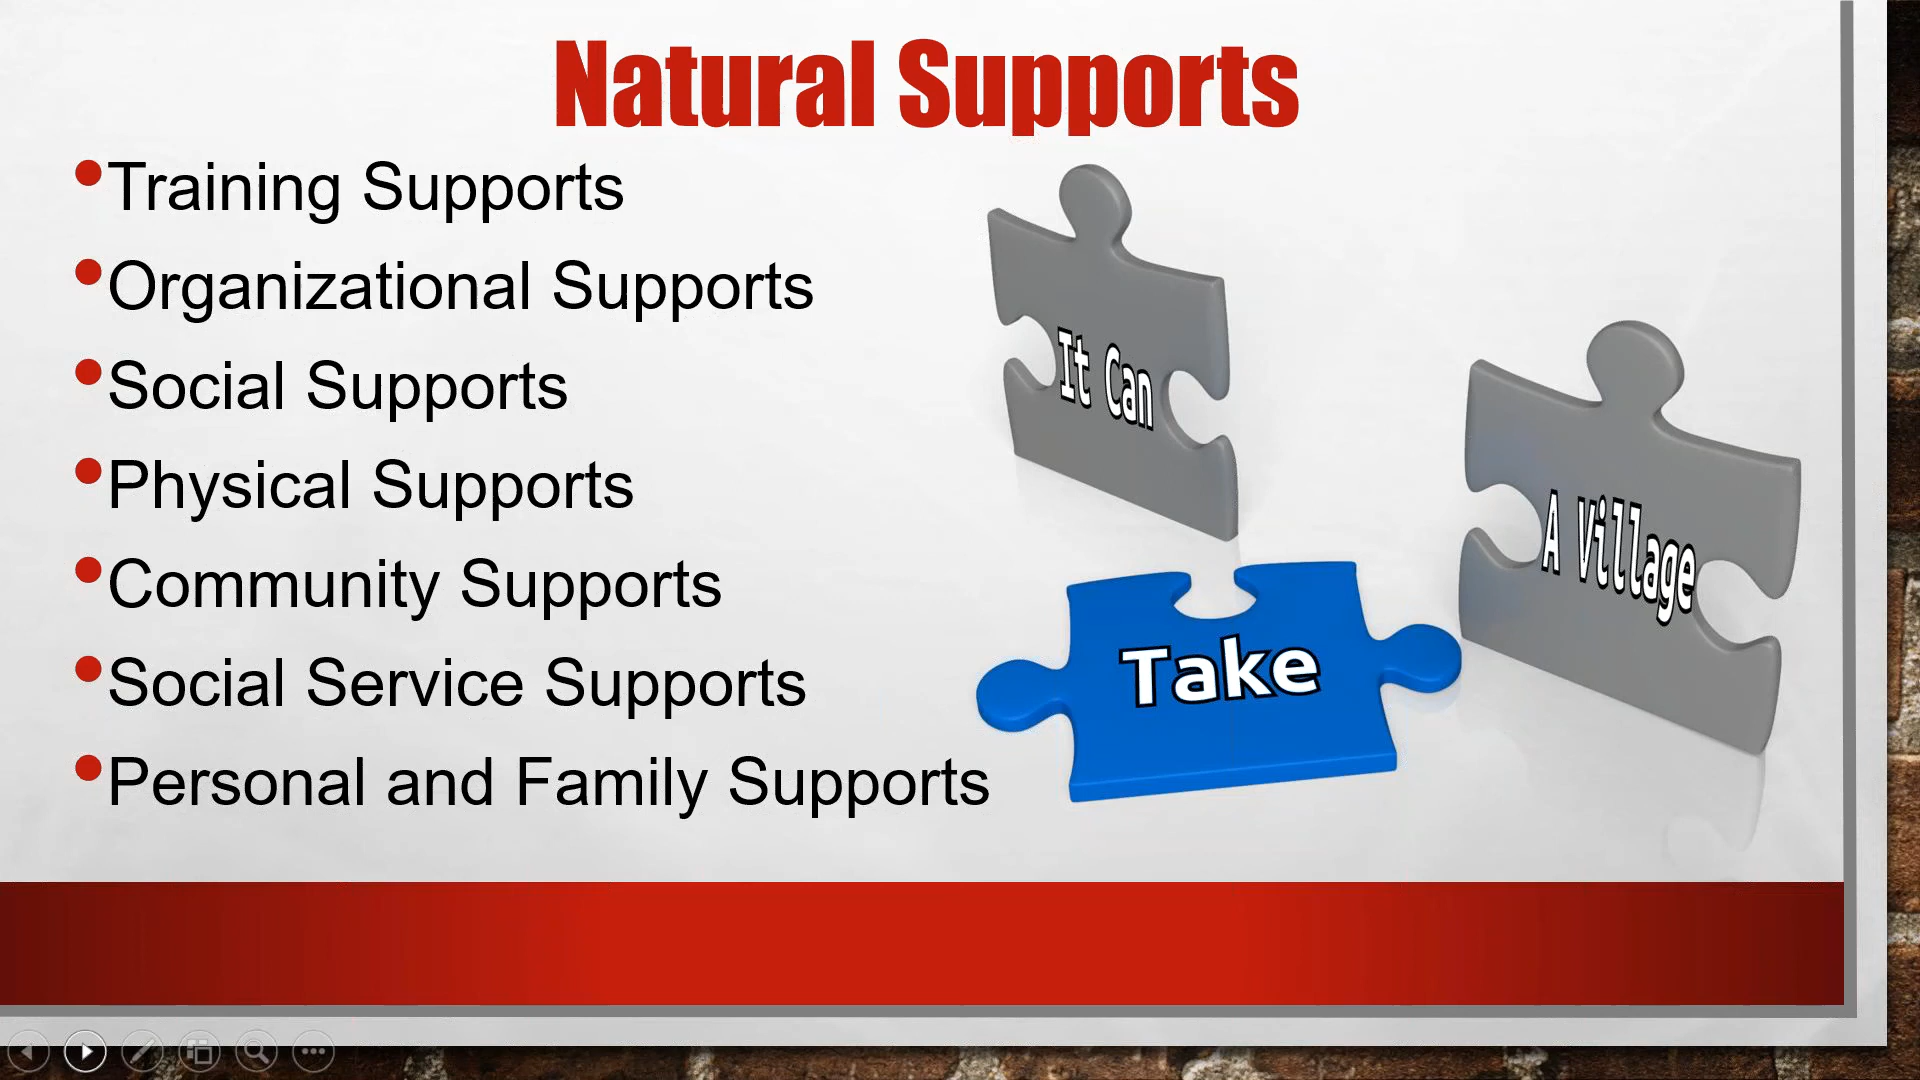 Natural Supports
•Training Supports
•Organizational Supports
•Social Supports
•Physical Supports
•Community Supports
•Social Service Supports
•Personal and Family Supports
It Can
Take
A Village